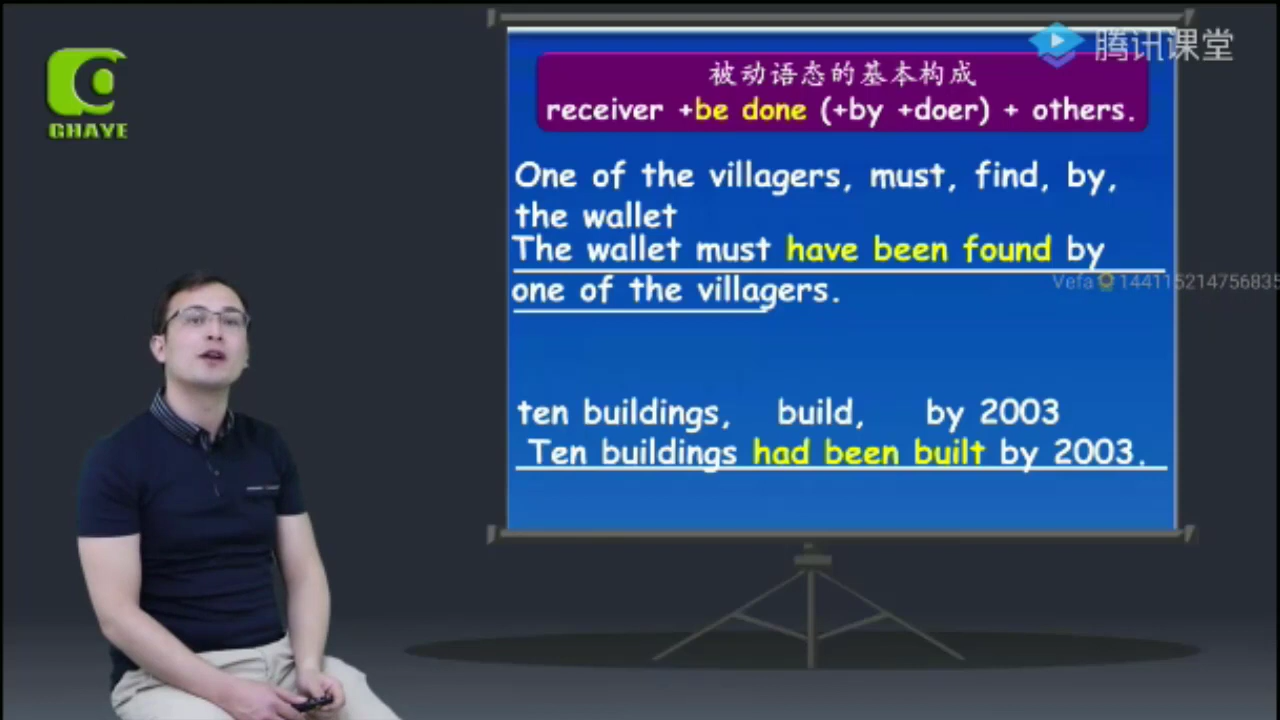 GHAYE
腾讯课堂
被动语态的基本构成
receiver +be done (+by +doer) + others.
One of the villagers, must, find, by,
the wallet
The wallet must have been found by
Vefa 144115214756835
one of the villagers.
ten buildings, build, by 2003
Ten buildings had been built by 2003.